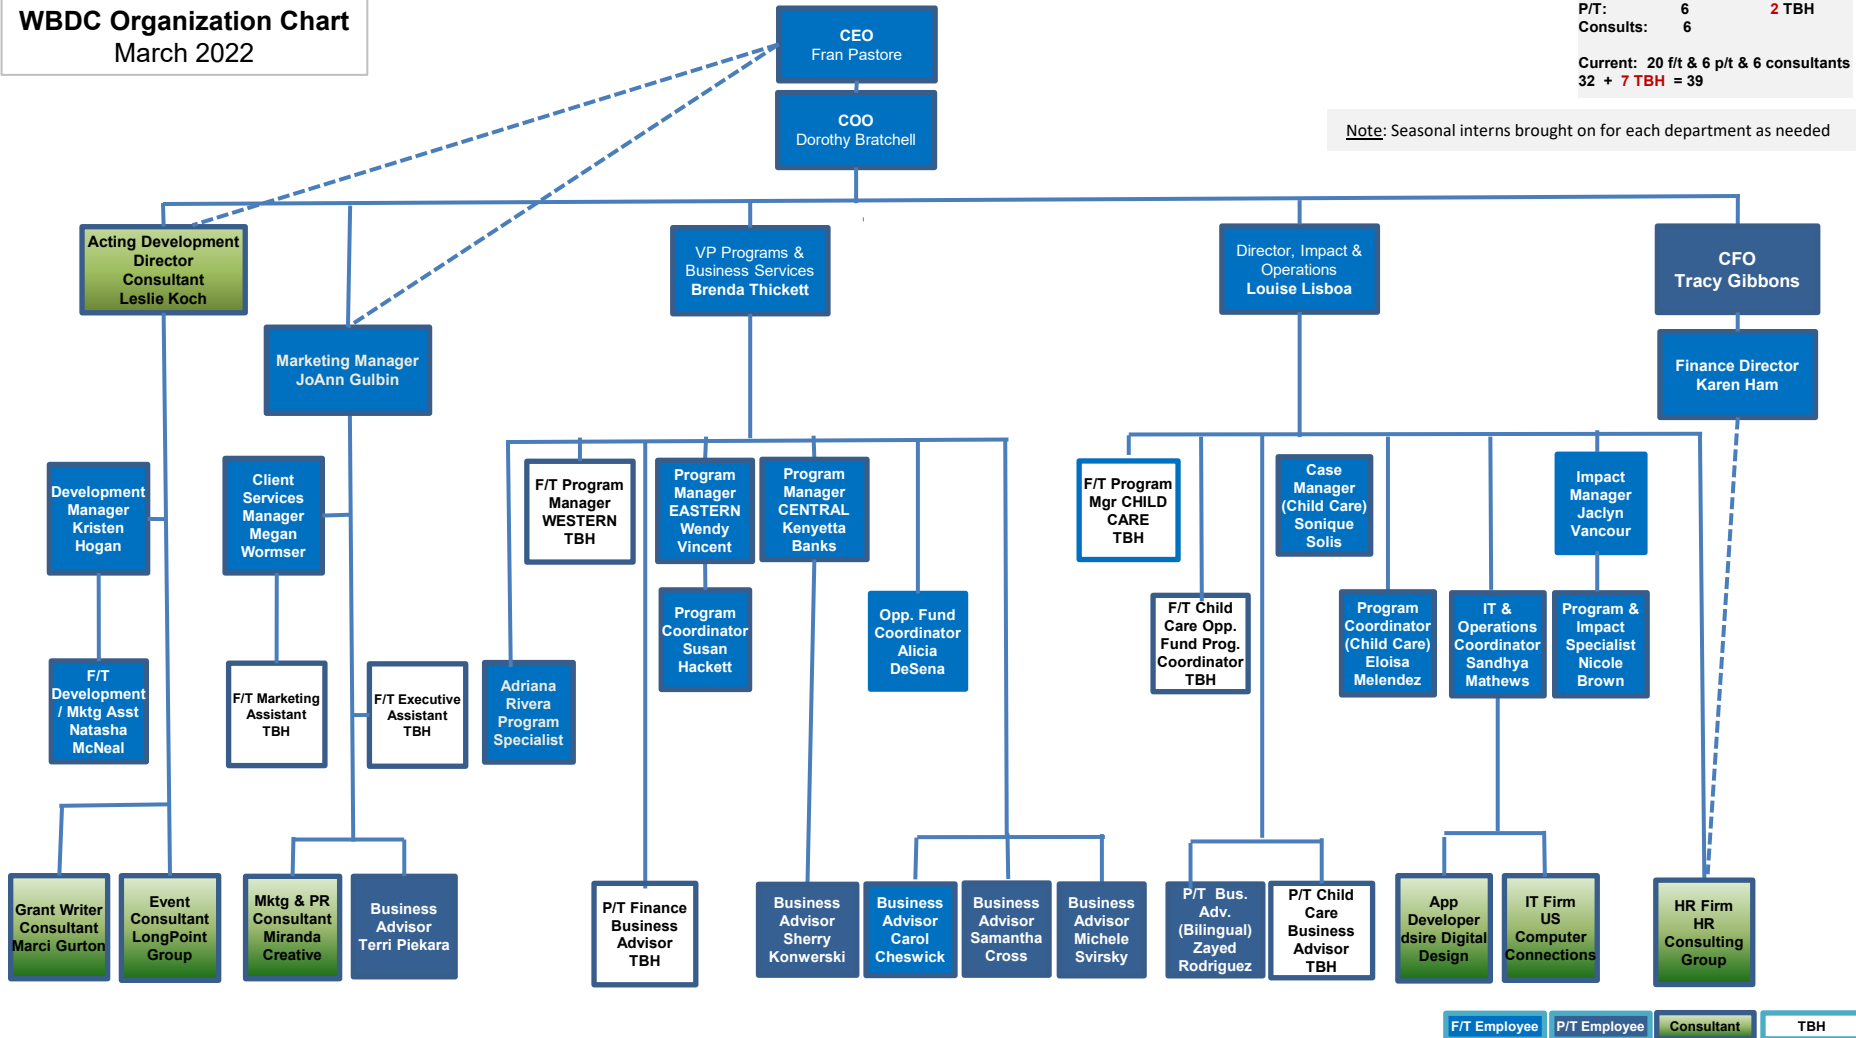 WBDC Organization Chart
March 2022
P/T: 6 2 TBH
Consults: 6
Current: 20 f/t & 6 p/t & 6 consultants
32 + 7 TBH = 39
Note: Seasonal interns brought on for each department as needed
CEO
Fran Pastore
COO
Dorothy Bratchell
Acting Development
Director
Consultant
Leslie Koch
Marketing Manager
JoAnn Gulbin
VP Programs &
Business Services
Brenda Thickett
Director, Impact &
Operations
Louise Lisboa
CFO
Tracy Gibbons
Finance Director
Karen Ham
Development
Manager
Kristen
Hogan
Client
Services
Manager
Megan
Wormser
F/T Program
Manager
WESTERN
TBH
Program
Manager
EASTERN
Wendy
Vincent
Program
Manager
CENTRAL
Kenyetta
Banks
F/T Program
Mgr CHILD
CARE
TBH
Case
Manager
(Child Care)
Sonique
Solis
Impact
Manager
Jaclyn
Vancour
F/T
Development
/ Mktg Asst
Natasha
McNeal
F/T Marketing
Assistant
TBH
F/T Executive
Assistant
TBH
Adriana
Rivera
Program
Specialist
Program
Coordinator
Susan
Hackett
Opp. Fund
Coordinator
Alicia
DeSena
F/T Child
Care Opp.
Fund Prog.
Coordinator
TBH
Program
Coordinator
(Child Care)
Eloisa
Melendez
IT &
Operations
Coordinator
Sandhya
Mathews
Program &
Impact
Specialist
Nicole
Brown
Grant Writer
Consultant
Marci Gurton
Event
Consultant
LongPoint
Group
Mktg & PR
Consultant
Miranda
Creative
Business
Advisor
Terri Piekara
P/T Finance
Business
Advisor
TBH
Business
Advisor
Sherry
Konwerski
Business
Advisor
Carol
Cheswick
Business
Advisor
Samantha
Cross
Business
Advisor
Michele
Svirsky
P/T Bus.
Adv.
(Bilingual)
Zayed
Rodriguez
P/T Child
Care
Business
Advisor
TBH
App
Developer
dsire Digital
Design
IT Firm
US
Computer
Connections
HR Firm
HR
Consulting
Group
F/T Employee
P/T Employee
Consultant
TBH